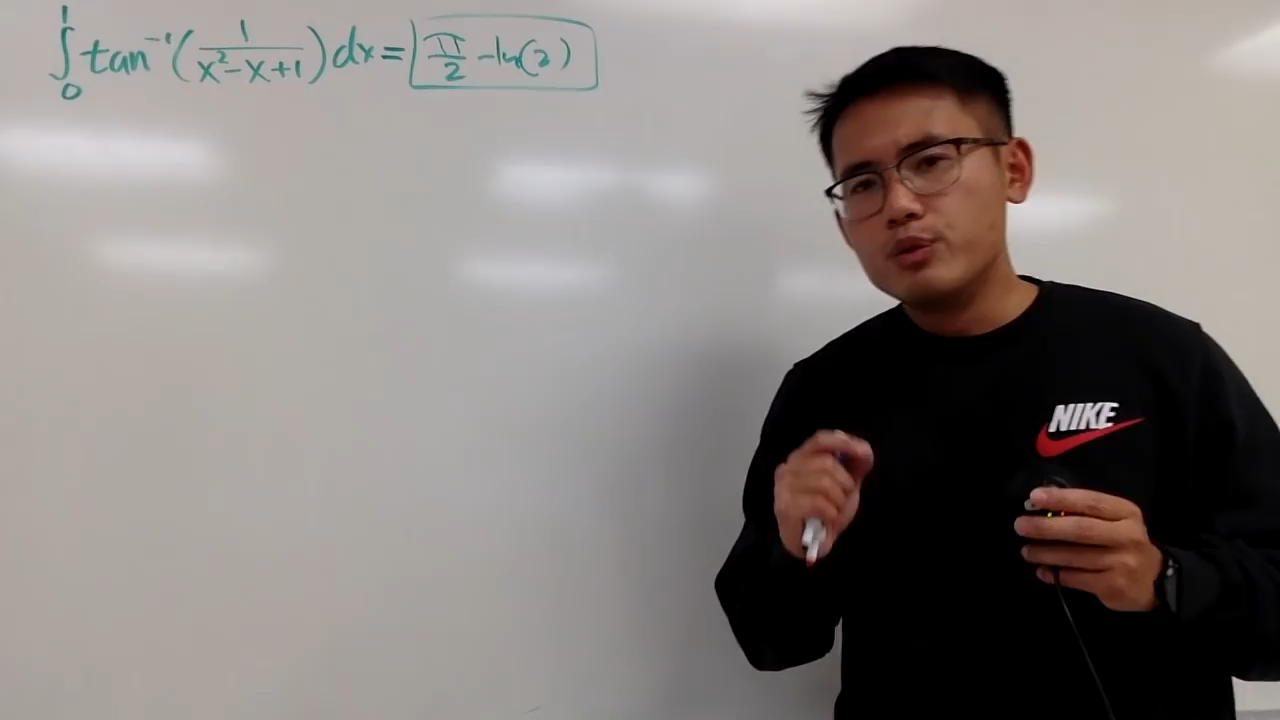 ∫₀¹ tan⁻¹(1/(x²-x+1)) dx = π/2 - ln(2)
NIKE